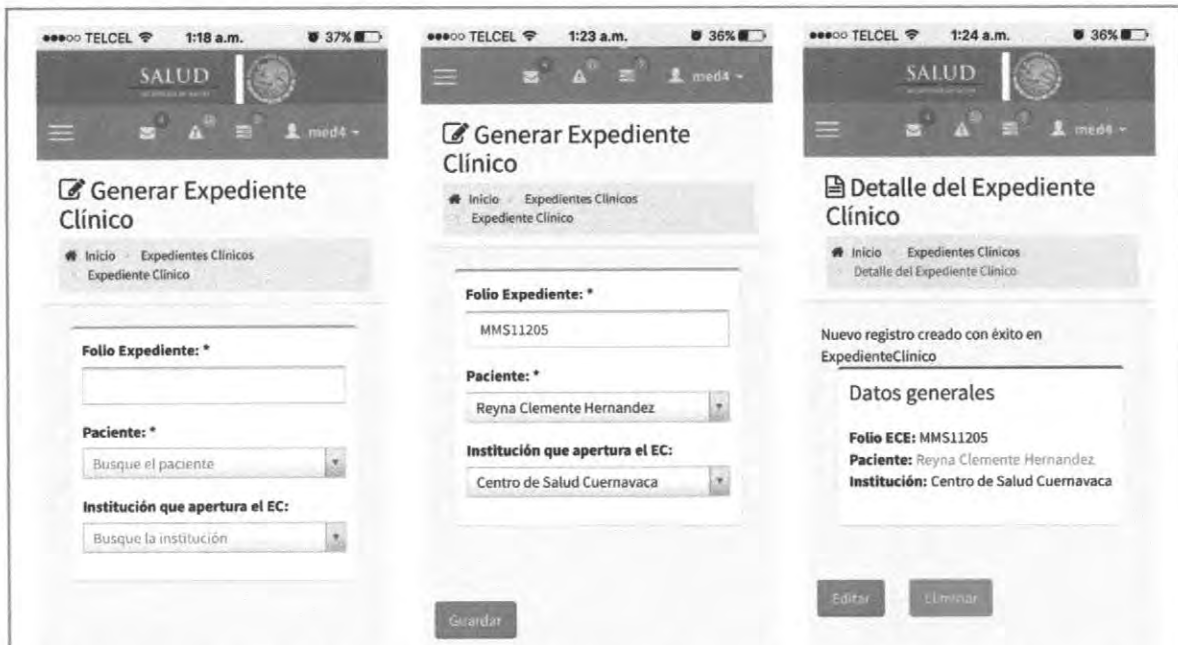 TELCEL 1:18 a.m. 37%
SALUD
med4
Generar Expediente
Clínico
Inicio Expedientes Clínicos
Expediente Clínico
Folio Expediente: *
Paciente: *
Busque el paciente
Institución que apertura el EC:
Busque la institución
TELCEL 1:23 a.m. 36%
med4
Generar Expediente
Clínico
Inicio Expedientes Clínicos
Expediente Clínico
Folio Expediente: *
MMS11205
Paciente: *
Reyna Clemente Hernandez
Institución que apertura el EC:
Centro de Salud Cuernavaca
Guardar
TELCEL 1:24 a.m. 36%
SALUD
med4
Detalle del Expediente
Clínico
Inicio Expedientes Clínicos
Detalle del Expediente Clínico
Nuevo registro creado con éxito en
ExpedienteClínico
Datos generales
Folio ECE: MMS11205
Paciente: Reyna Clemente Hernandez
Institución: Centro de Salud Cuernavaca
Editar Eliminar